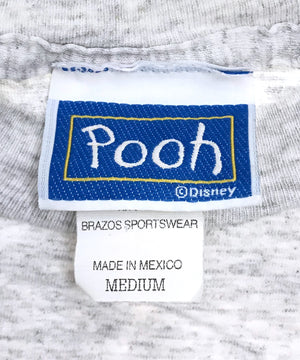 Pooh
©Disney
BRAZOS SPORTSWEAR
MADE IN MEXICO
MEDIUM